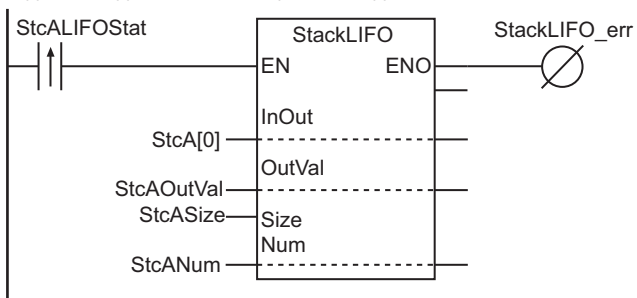 StcALIFOStat
StackLIFO
StackLIFO_err
EN
ENO
InOut
StcA[0]
OutVal
StcAOutVal
StcASize
Size
Num
StcANum